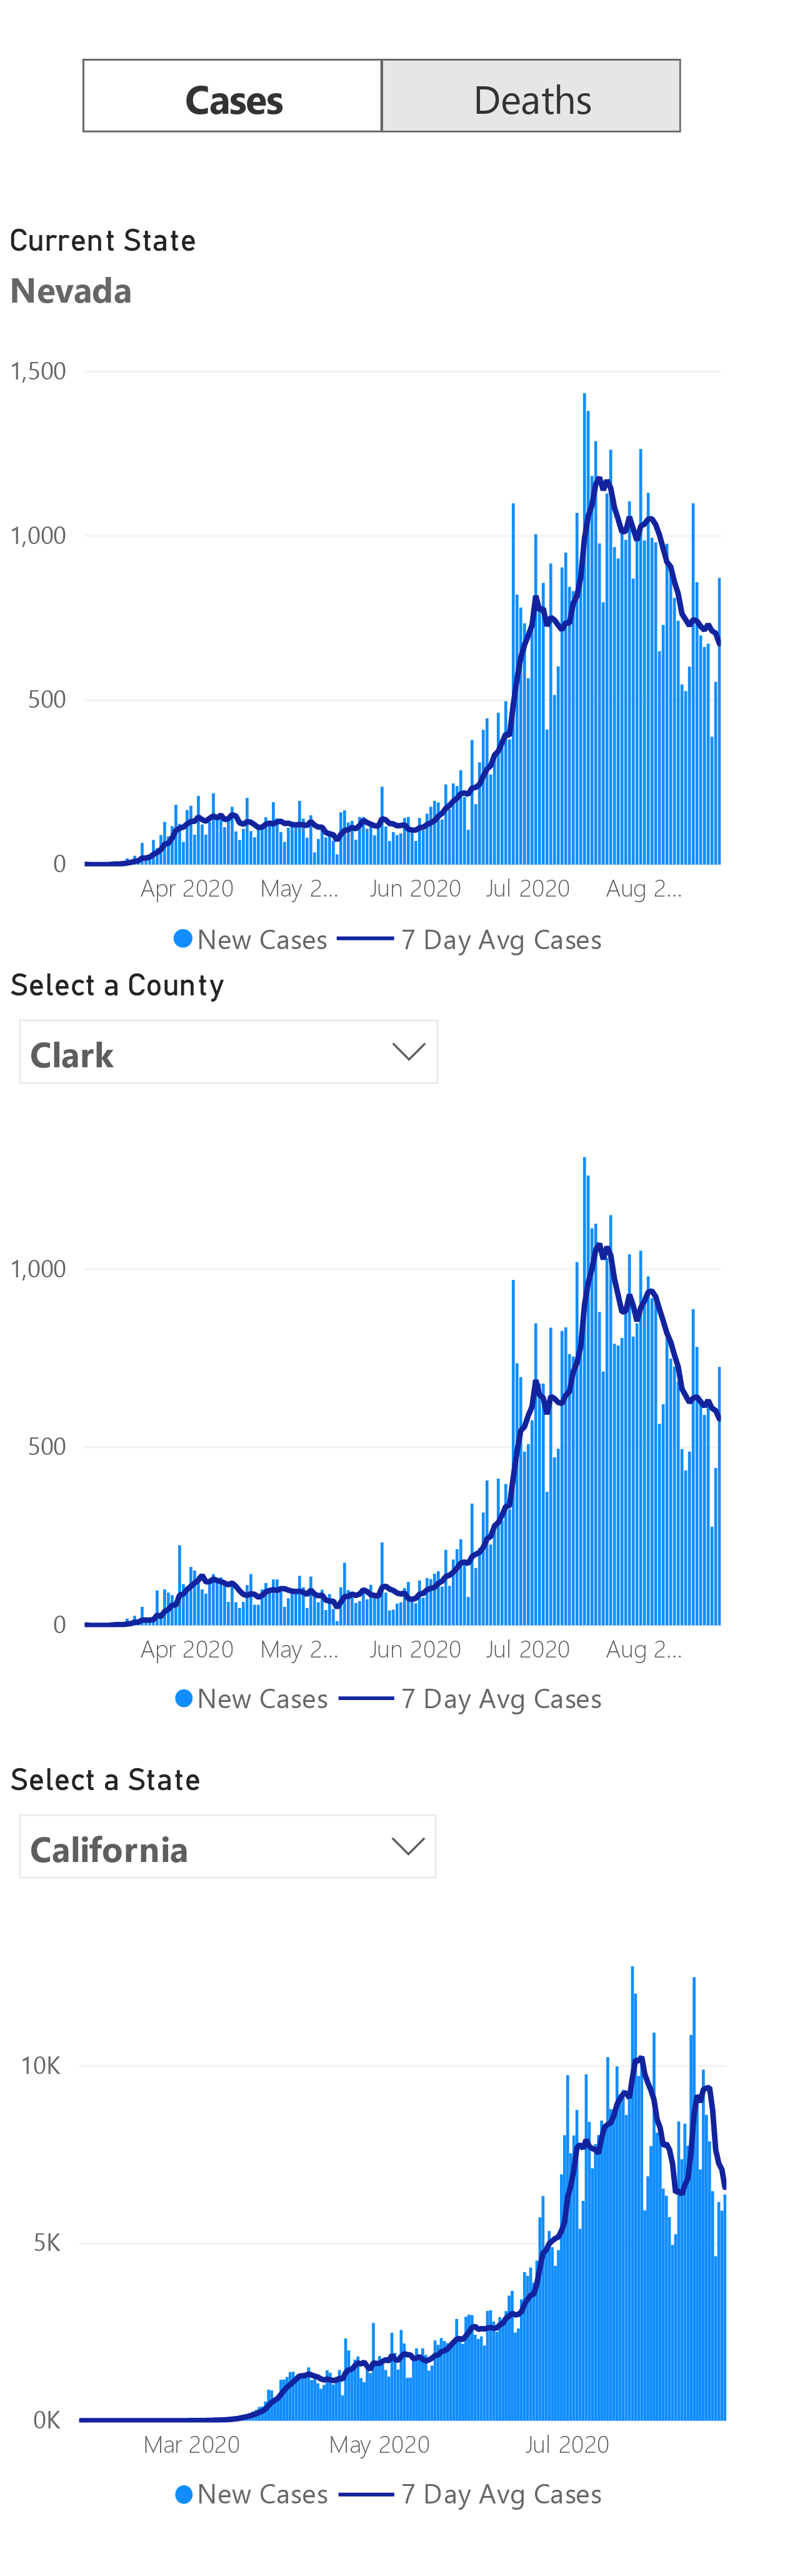 Cases Deaths
Current State
Nevada
1,500
1,000
500
0
Apr 2020 May 2... Jun 2020 Jul 2020 Aug 2...
New Cases 7 Day Avg Cases
Select a County
Clark
1,000
500
0
Apr 2020 May 2... Jun 2020 Jul 2020 Aug 2...
New Cases 7 Day Avg Cases
Select a State
California
10K
5K
0K
Mar 2020 May 2020 Jul 2020
New Cases 7 Day Avg Cases